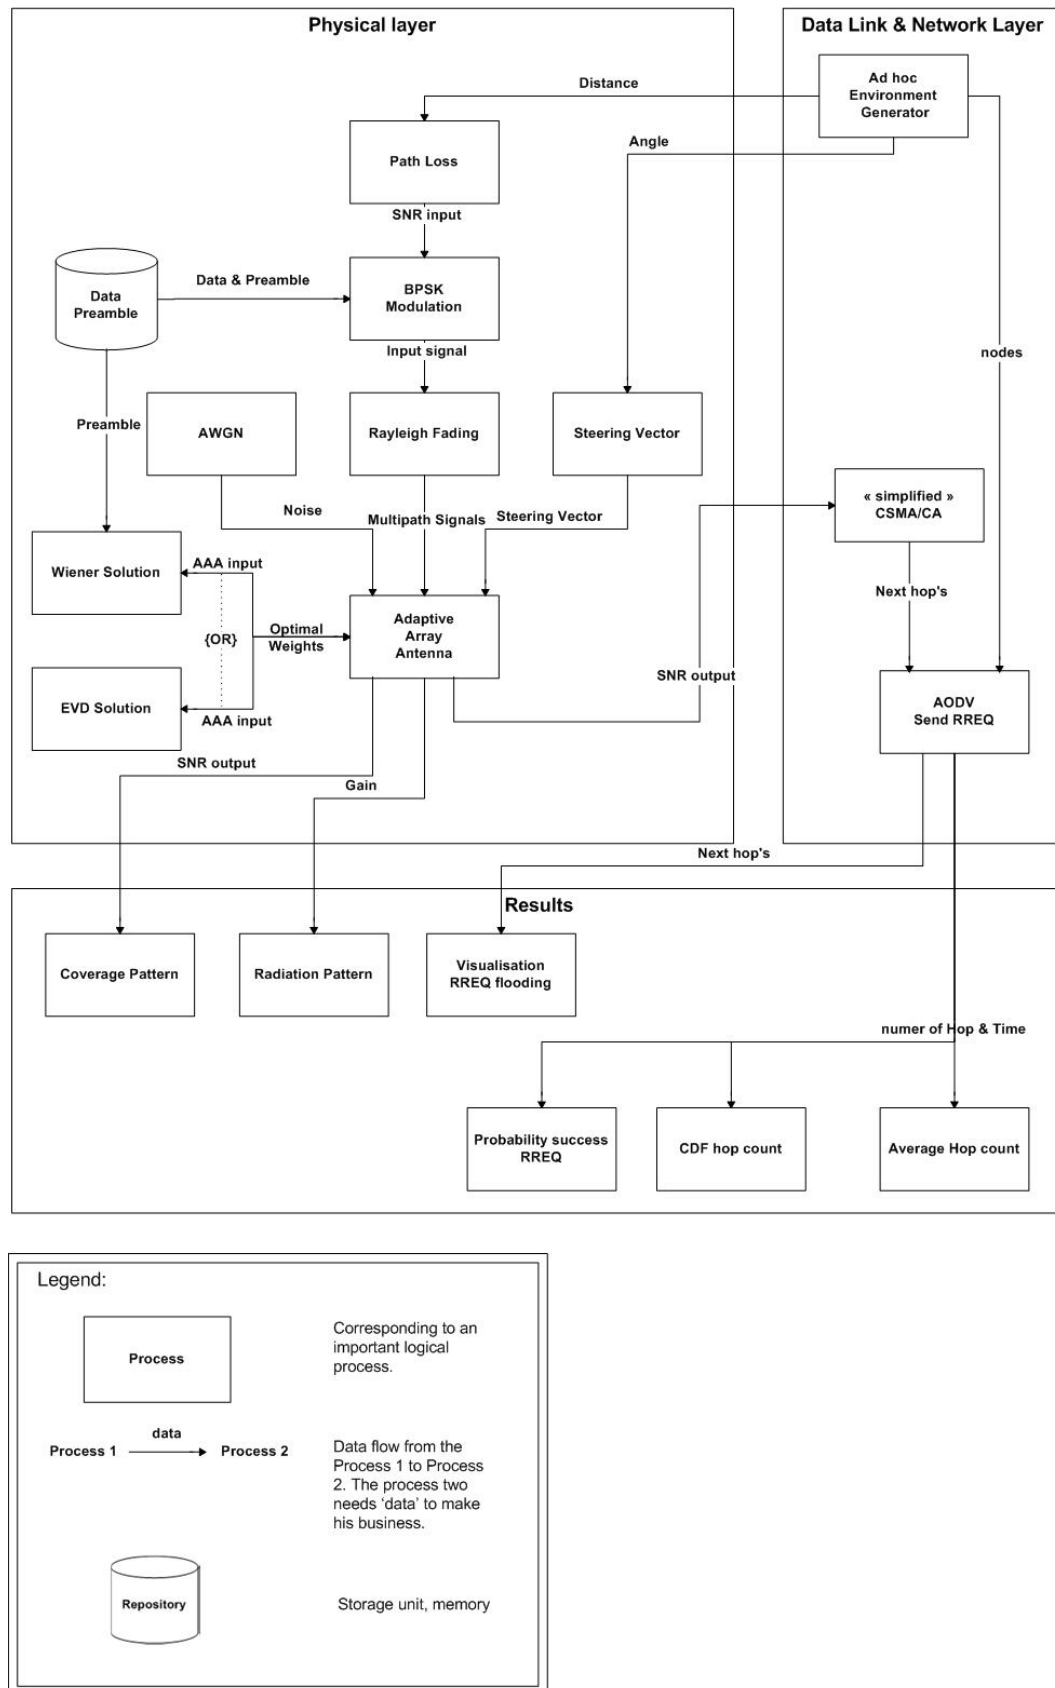 Physical layer
Data Link & Network Layer
Ad hoc
Environment
Generator
Distance
Angle
Path Loss
SNR input
Data
Preamble
Data & Preamble
BPSK
Modulation
Input signal
nodes
Preamble
AWGN
Rayleigh Fading
Steering Vector
« simplified »
CSMA/CA
Noise
Multipath Signals
Steering Vector
Wiener Solution
AAA input
Next hop's
{OR}
Optimal
Weights
Adaptive
Array
Antenna
SNR output
EVD Solution
AAA input
AODV
Send RREQ
SNR output
Gain
Next hop's
Results
Coverage Pattern
Radiation Pattern
Visualisation
RREQ flooding
numer of Hop & Time
Probability success
RREQ
CDF hop count
Average Hop count
Legend:
Process
Corresponding to an
important logical
process.
data
Process 1
Process 2
Data flow from the
Process 1 to Process
2. The process two
needs ‘data’ to make
his business.
Repository
Storage unit, memory